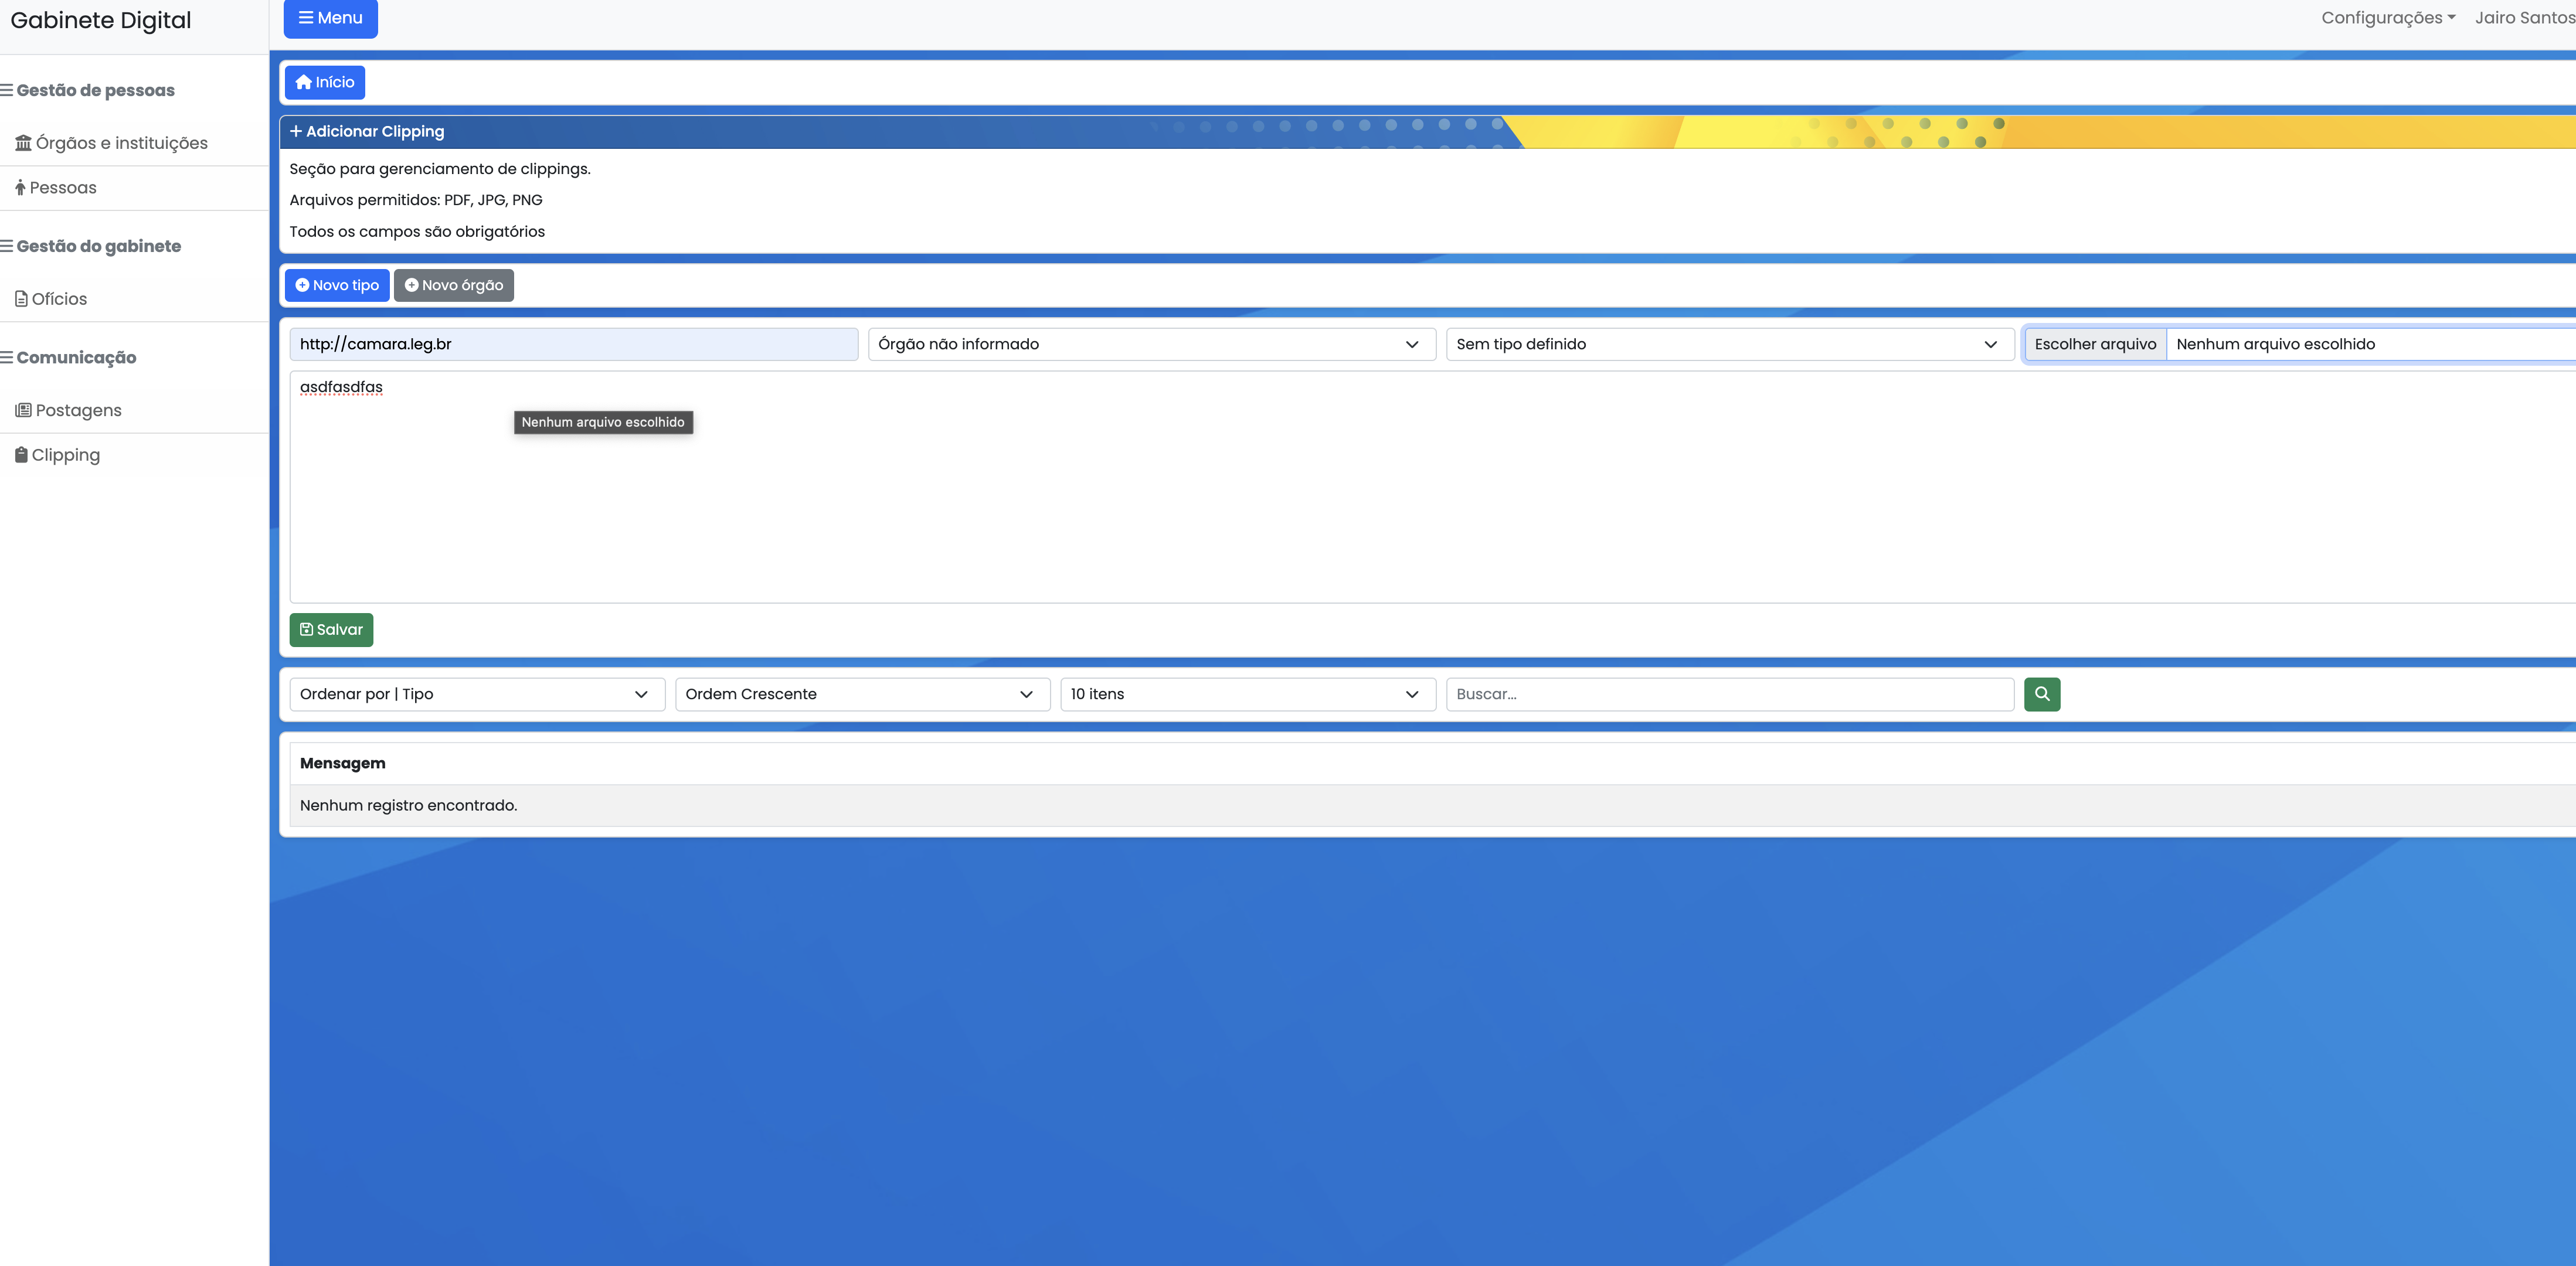 Gabinete Digital
Menu
Configurações
Jairo Santos
Gestão de pessoas
Órgãos e instituições
Pessoas
Gestão do gabinete
Ofícios
Comunicação
Postagens
Clipping
Início
Adicionar Clipping
Seção para gerenciamento de clippings.
Arquivos permitidos: PDF, JPG, PNG
Todos os campos são obrigatórios
Novo tipo
Novo órgão
http://camara.leg.br
Órgão não informado
Sem tipo definido
Escolher arquivo
Nenhum arquivo escolhido
asdfasdfas
Nenhum arquivo escolhido
Salvar
Ordenar por | Tipo
Ordem Crescente
10 itens
Buscar...
Mensagem
Nenhum registro encontrado.